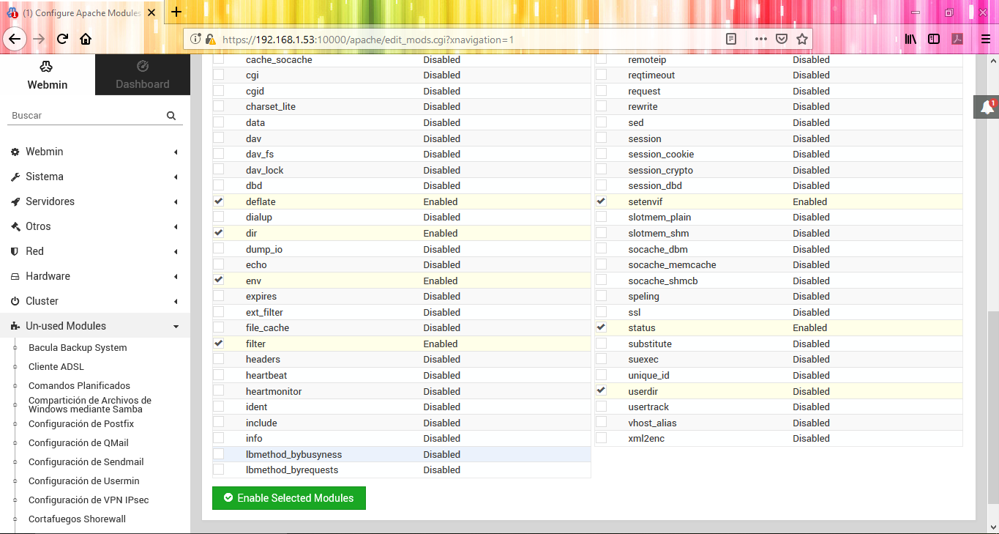 (1) Configure Apache Modules
https://192.168.1.53:10000/apache/edit_mods.cgi?xnavigation=1
Webmin
Dashboard
Buscar
Webmin
Sistema
Servidores
Otros
Red
Hardware
Cluster
Un-used Modules
Bacula Backup System
Cliente ADSL
Comandos Planificados
Compartición de Archivos de
Windows mediante Samba
Configuración de Postfix
Configuración de QMail
Configuración de Sendmail
Configuración de Usermin
Configuración de VPN IPsec
Cortafuegos Shorewall
cache_socache Disabled
cgi Disabled
cgid Disabled
charset_lite Disabled
data Disabled
dav Disabled
dav_fs Disabled
dav_lock Disabled
dbd Disabled
deflate Enabled
dialup Disabled
dir Enabled
dump_io Disabled
echo Disabled
env Enabled
expires Disabled
ext_filter Disabled
file_cache Disabled
filter Enabled
headers Disabled
heartbeat Disabled
heartmonitor Disabled
ident Disabled
include Disabled
info Disabled
lbmethod_bybusyness Disabled
lbmethod_byrequests Disabled
remoteip Disabled
reqtimeout Disabled
request Disabled
rewrite Disabled
sed Disabled
session Disabled
session_cookie Disabled
session_crypto Disabled
session_dbd Disabled
setenvif Enabled
slotmem_plain Disabled
slotmem_shm Disabled
socache_dbm Disabled
socache_memcache Disabled
socache_shmcb Disabled
speling Disabled
ssl Disabled
status Enabled
substitute Disabled
suexec Disabled
unique_id Disabled
userdir Disabled
usertrack Disabled
vhost_alias Disabled
xml2enc Disabled
Enable Selected Modules
1